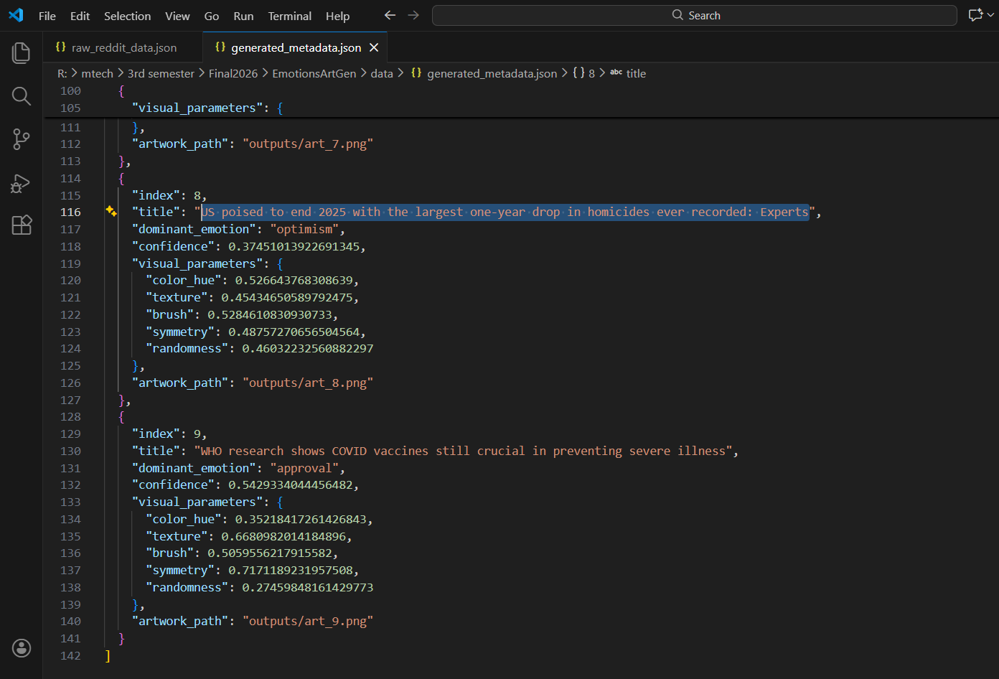 File Edit Selection View Go Run Terminal Help Search
{} raw_reddit_data.json {} generated_metadata.json
R: > mtech > 3rd semester > Final2026 > EmotionsArtGen > data > {} generated_metadata.json > {} 8 > abc title
100 {
105 "visual_parameters": {
111 },
112 "artwork_path": "outputs/art_7.png"
113 },
114 {
115 "index": 8,
116 "title": "US poised to end 2025 with the largest one-year drop in homicides ever recorded: Experts",
117 "dominant_emotion": "optimism",
118 "confidence": 0.37451013922691345,
119 "visual_parameters": {
120 "color_hue": 0.526643768308639,
121 "texture": 0.45434650589792475,
122 "brush": 0.5284610830930733,
123 "symmetry": 0.48757270656504564,
124 "randomness": 0.46032232560882297
125 },
126 "artwork_path": "outputs/art_8.png"
127 },
128 {
129 "index": 9,
130 "title": "WHO research shows COVID vaccines still crucial in preventing severe illness",
131 "dominant_emotion": "approval",
132 "confidence": 0.5429334044456482,
133 "visual_parameters": {
134 "color_hue": 0.35218417261426843,
135 "texture": 0.6680982014184896,
136 "brush": 0.5059556217915582,
137 "symmetry": 0.7171189231957508,
138 "randomness": 0.27459848161429773
139 },
140 "artwork_path": "outputs/art_9.png"
141 }
142 ]